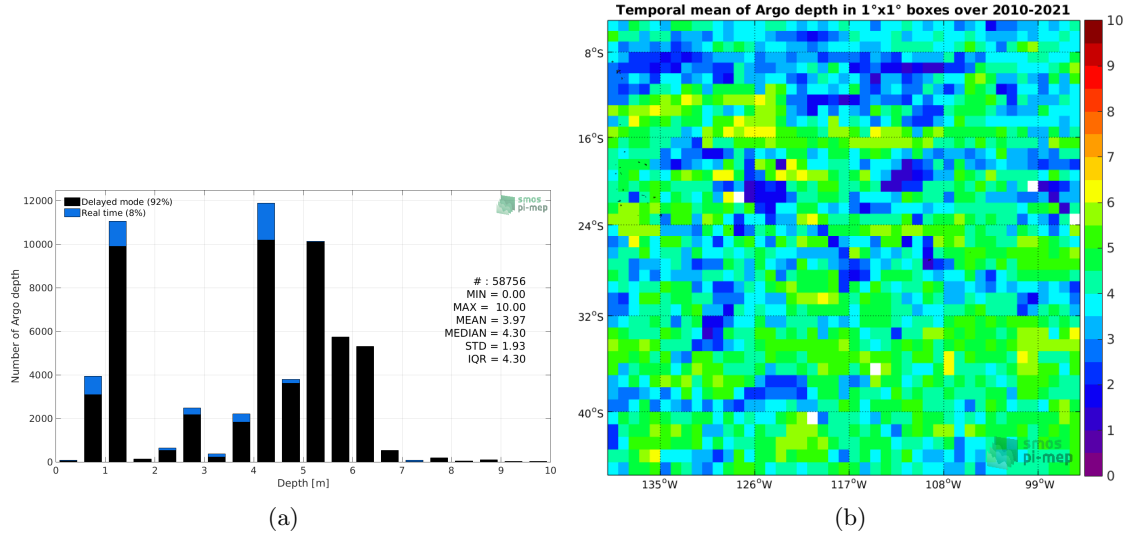 Temporal mean of Argo depth in 1°x1° boxes over 2010-2021
Delayed mode (92%)
Real time (8%)
smos
pi-mep
# : 58756
MIN = 0.00
MAX = 10.00
MEAN = 3.97
MEDIAN = 4.30
STD = 1.93
IQR = 4.30
Number of Argo depth
12000
10000
8000
6000
4000
2000
0
0 1 2 3 4 5 6 7 8 9 10
Depth [m]
(a)
8°S
16°S
24°S
32°S
40°S
135°W 126°W 117°W 108°W 99°W
smos
pi-mep
10
9
8
7
6
5
4
3
2
1
0
(b)